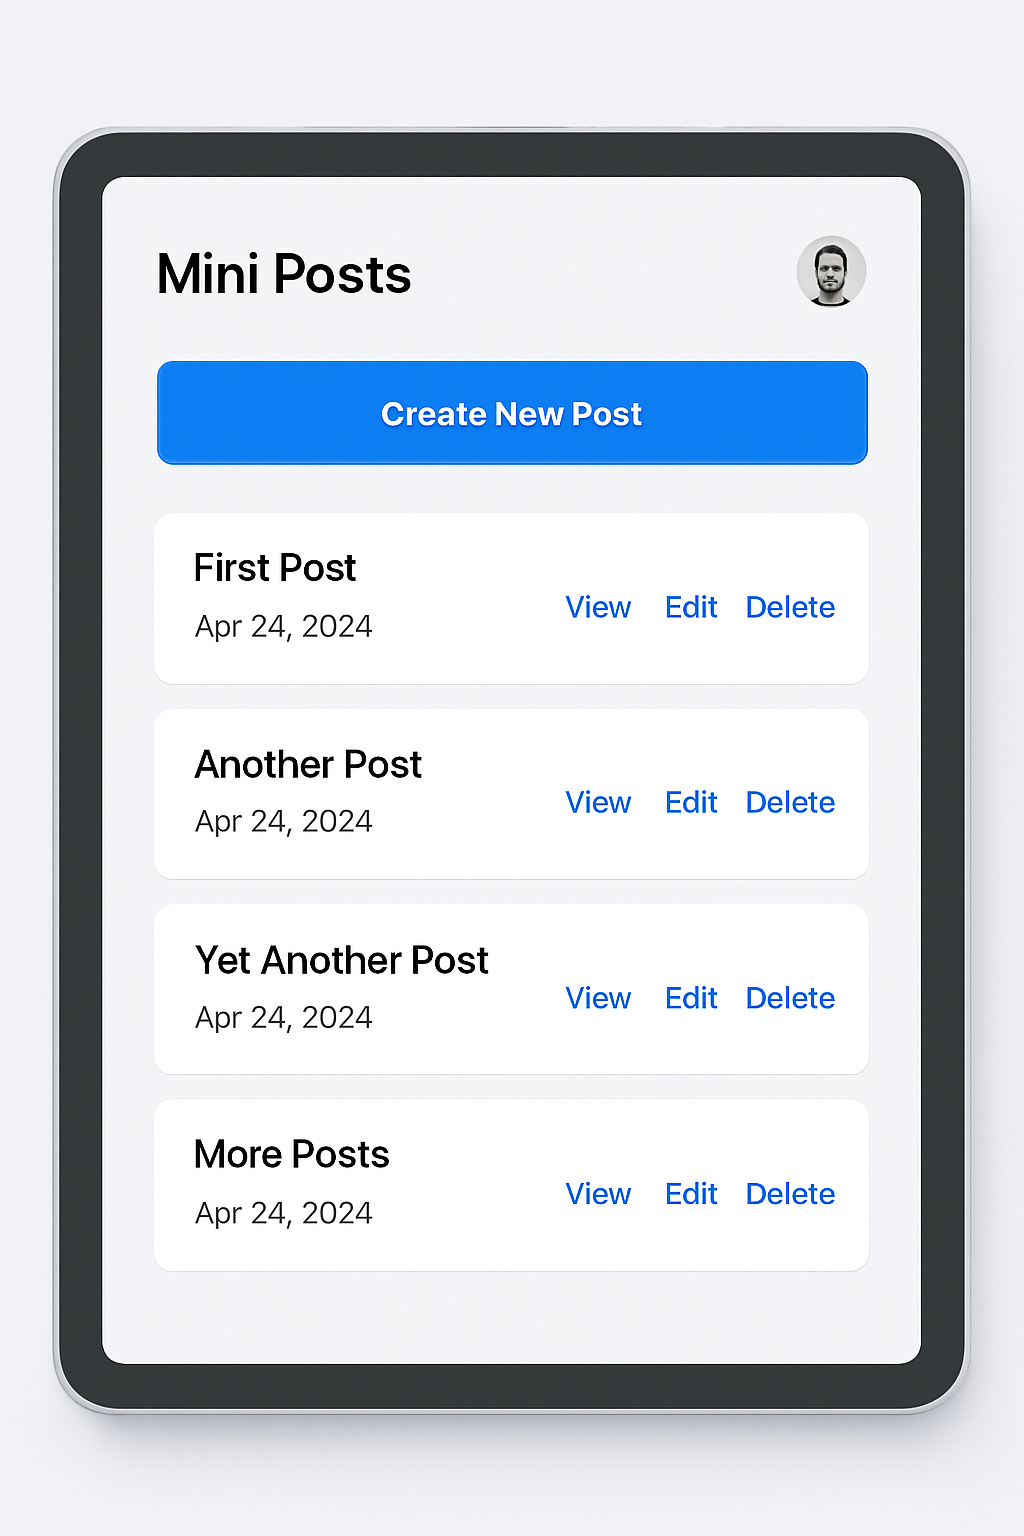 Mini Posts
Create New Post
First Post
Apr 24, 2024
View Edit Delete
Another Post
Apr 24, 2024
View Edit Delete
Yet Another Post
Apr 24, 2024
View Edit Delete
More Posts
Apr 24, 2024
View Edit Delete